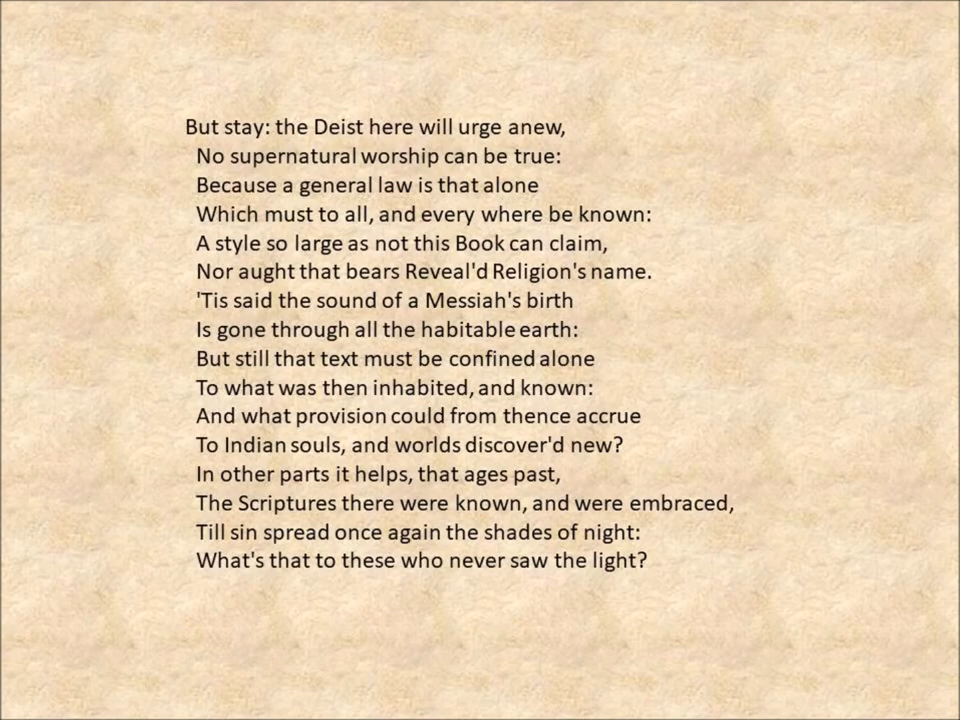 But stay: the Deist here will urge anew,
No supernatural worship can be true:
Because a general law is that alone
Which must to all, and every where be known:
A style so large as not this Book can claim,
Nor aught that bears Reveal'd Religion's name.
'Tis said the sound of a Messiah's birth
Is gone through all the habitable earth:
But still that text must be confined alone
To what was then inhabited, and known:
And what provision could from thence accrue
To Indian souls, and worlds discover'd new?
In other parts it helps, that ages past,
The Scriptures there were known, and were embraced,
Till sin spread once again the shades of night:
What's that to these who never saw the light?